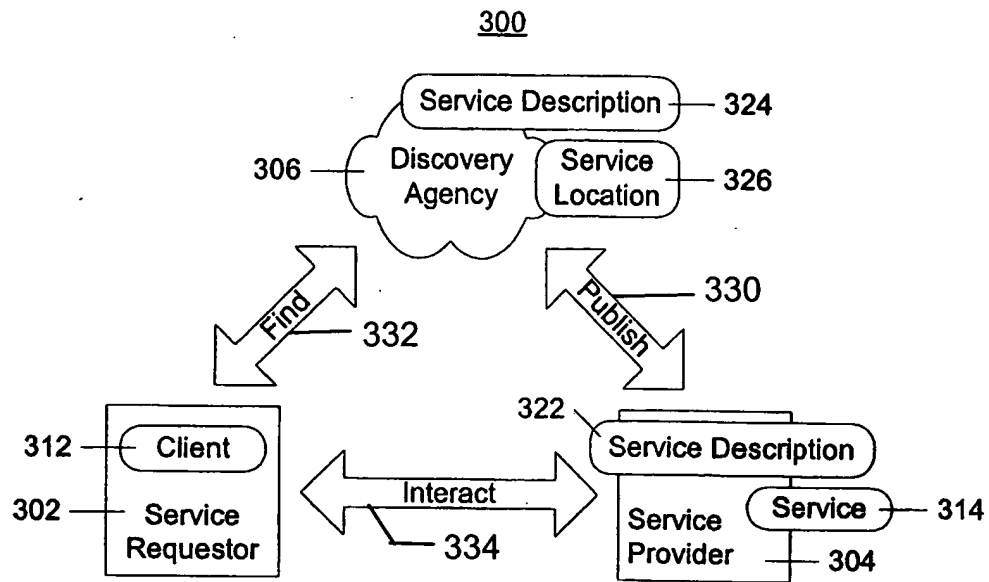 300
Service Description
324
306
Discovery
Agency
Service
Location
326
Find
332
Publish
330
312
Client
302
Service
Requestor
Interact
334
322
Service Description
Service
314
Service
Provider
304